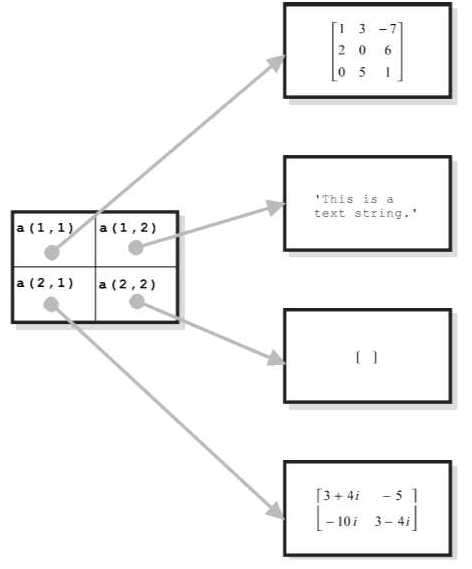 1 3 −7
2 0 6
0 5 1
'This is a
text string.'
a(1,1) a(1,2)
a(2,1) a(2,2)
[ ]
3 + 4i − 5
− 10i 3 − 4i